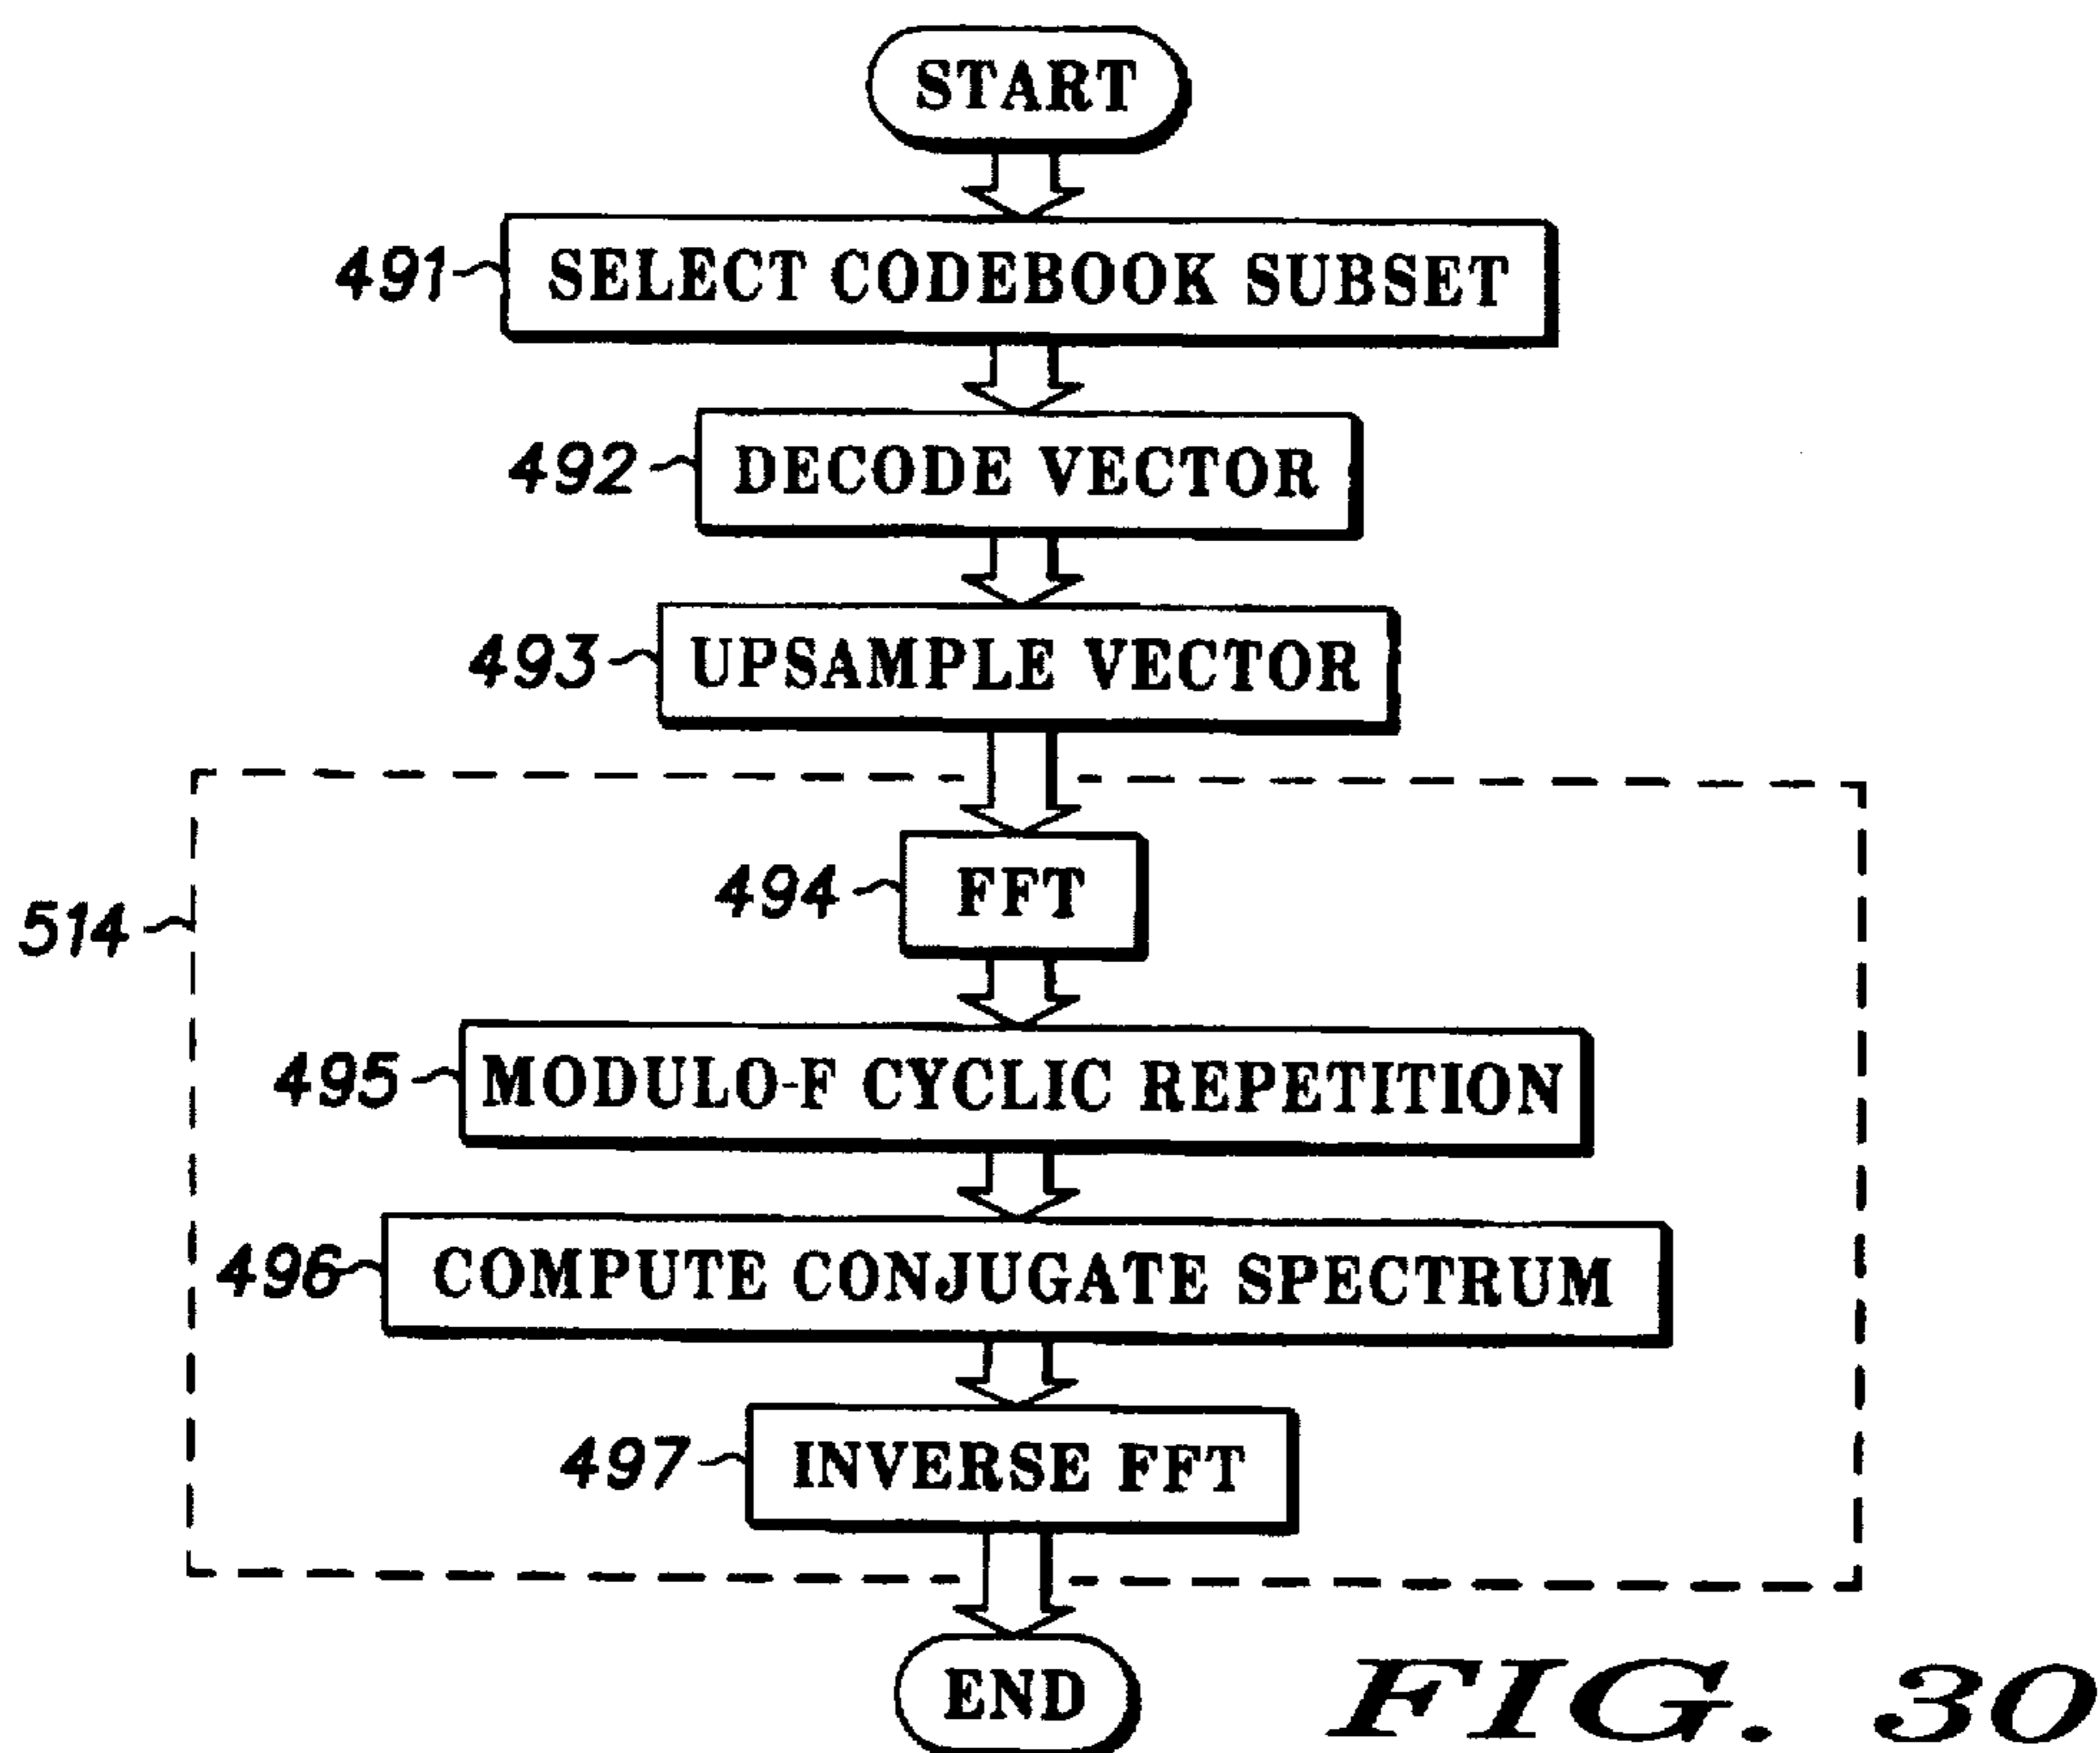 START
491 SELECT CODEBOOK SUBSET
492 DECODE VECTOR
493 UPSAMPLE VECTOR
494 FFT
514
495 MODULO-F CYCLIC REPETITION
496 COMPUTE CONJUGATE SPECTRUM
497 INVERSE FFT
END
FIG. 30